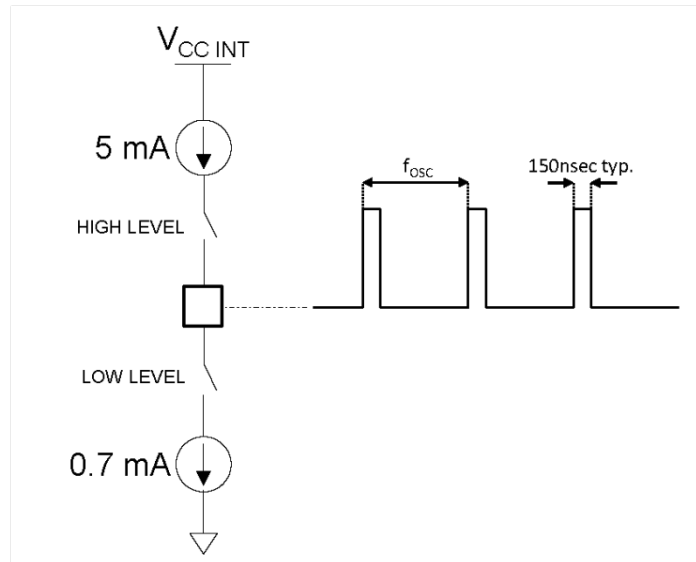 VCC INT
5 mA
fOSC
150nsec typ.
HIGH LEVEL
LOW LEVEL
0.7 mA